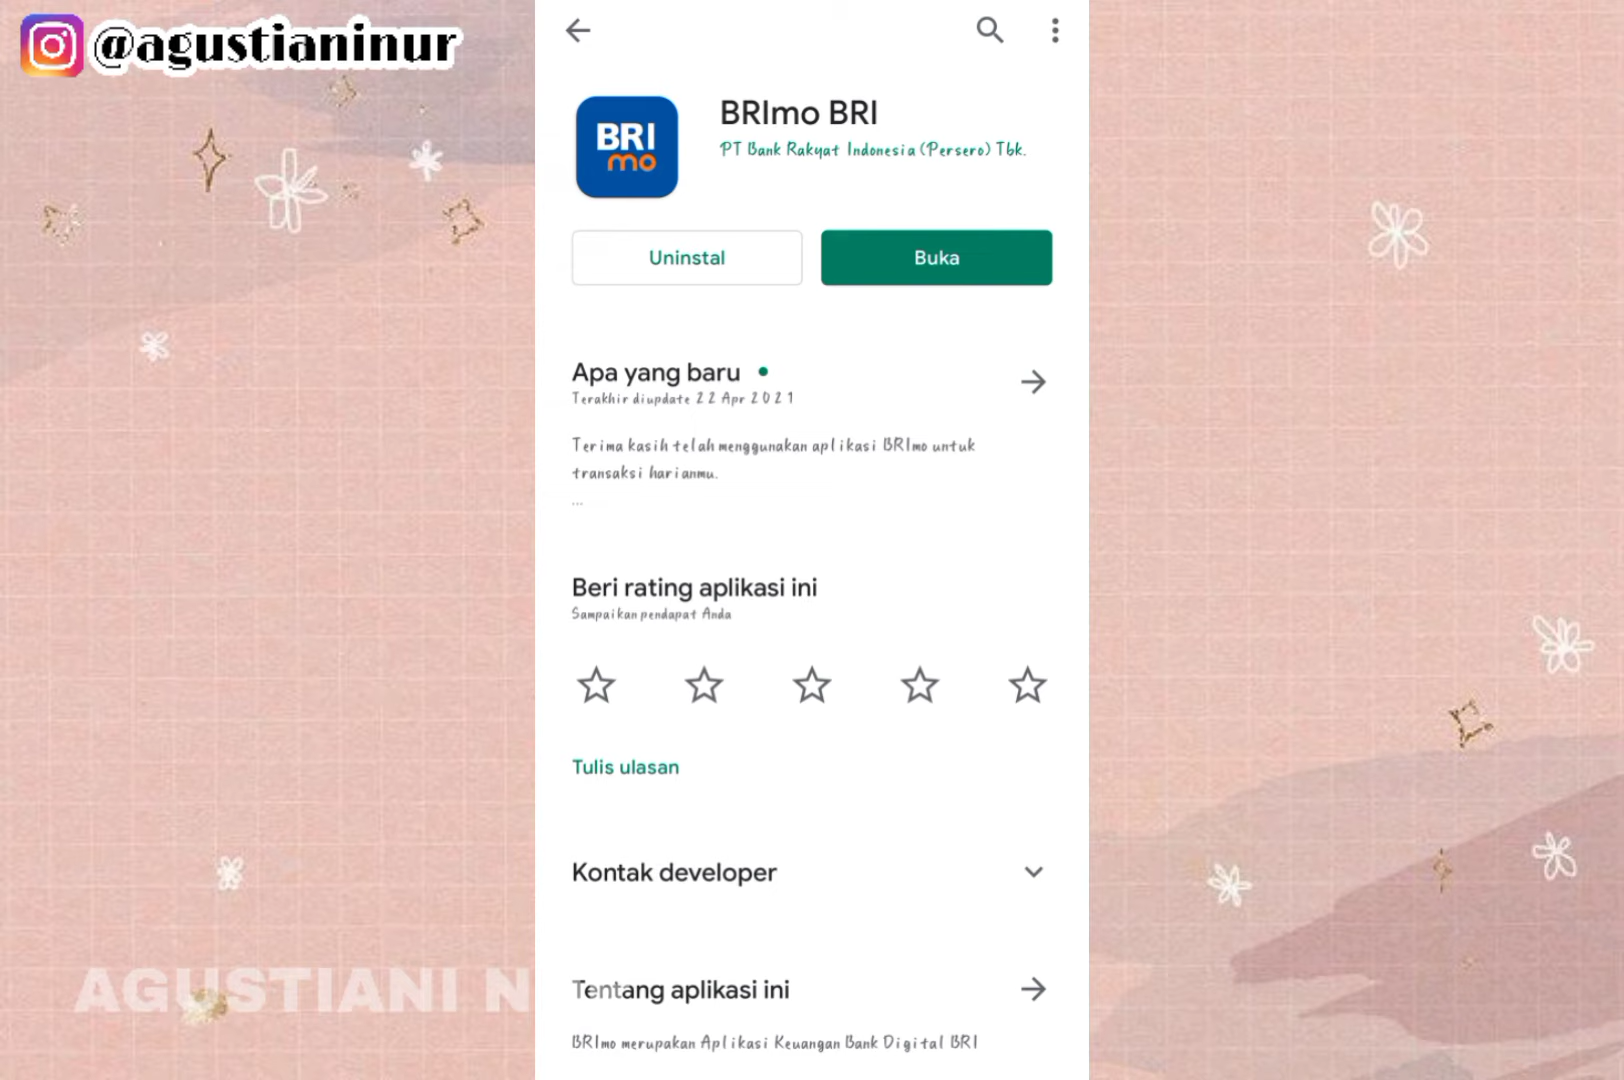 @agustianinur
BRImo BRI
PT Bank Rakyat Indonesia (Persero) Tbk.
BRI
mo
Uninstal
Buka
Apa yang baru
Terakhir diupdate 22 Apr 2021
Terima kasih telah menggunakan aplikasi BRImo untuk
transaksi harianmu.
...
Beri rating aplikasi ini
Sampaikan pendapat Anda
Tulis ulasan
Kontak developer
AGUSTIANI N
Tentang aplikasi ini
BRImo merupakan Aplikasi Keuangan Bank Digital BRI